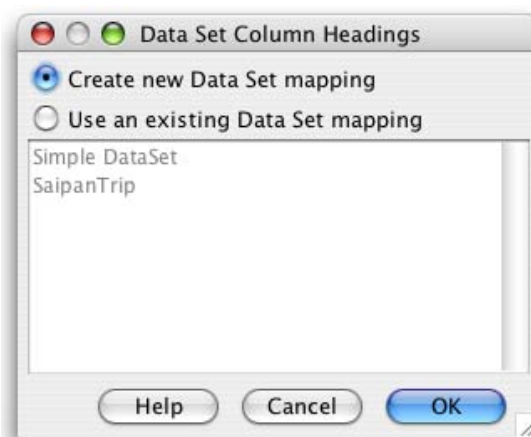 Data Set Column Headings
Create new Data Set mapping
Use an existing Data Set mapping
Simple DataSet
SaipanTrip
Help Cancel OK